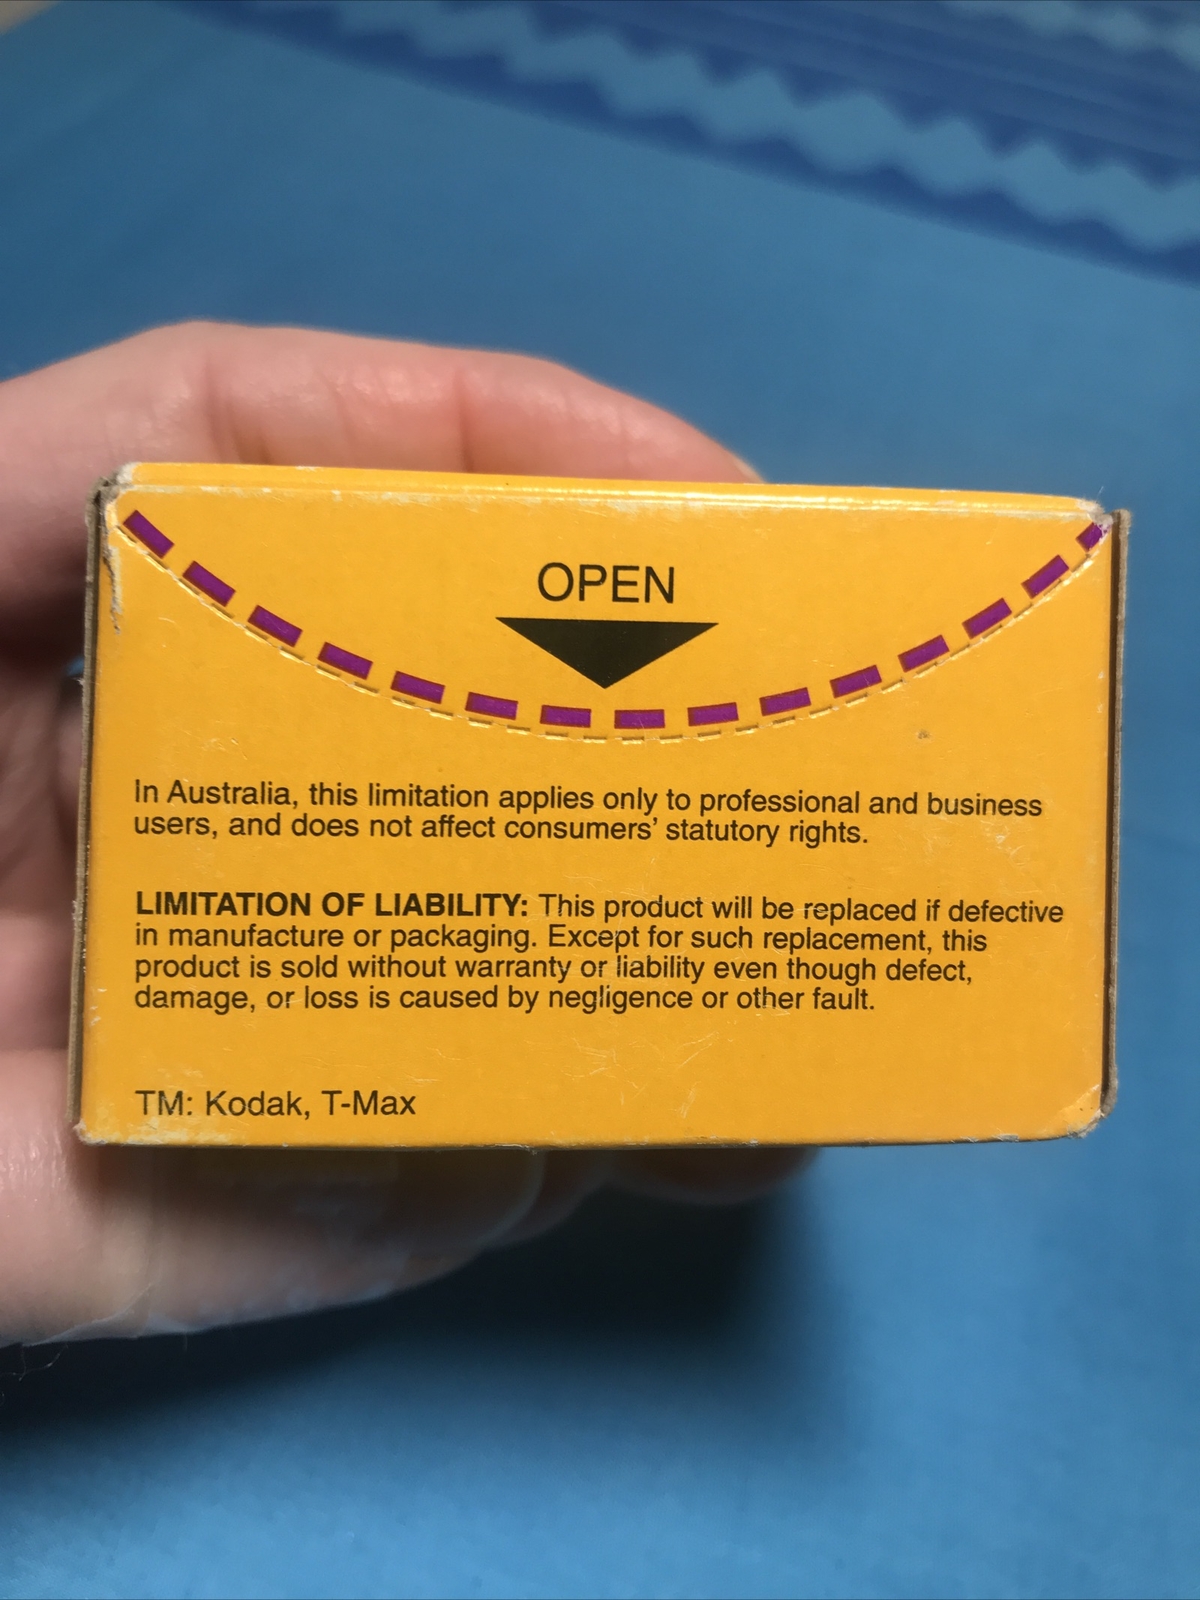 OPEN
In Australia, this limitation applies only to professional and business
users, and does not affect consumers' statutory rights.
LIMITATION OF LIABILITY: This product will be replaced if defective
in manufacture or packaging. Except for such replacement, this
product is sold without warranty or liability even though defect,
damage, or loss is caused by negligence or other fault.
TM: Kodak, T-Max